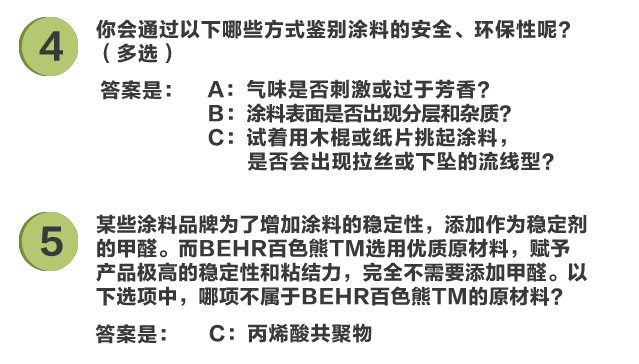 4
你会通过以下哪些方式鉴别涂料的安全、环保性呢？
（多选）
答案是： A：气味是否刺激或过于芳香？
B：涂料表面是否出现分层和杂质？
C：试着用木棍或纸片挑起涂料，
是否会出现拉丝或下坠的流线型？
5
某些涂料品牌为了增加涂料的稳定性，添加作为稳定剂
的甲醛。而BEHR百色熊TM选用优质原材料，赋予
产品极高的稳定性和粘结力，完全不需要添加甲醛。以
下选项中，哪项不属于BEHR百色熊TM的原材料？
答案是： C：丙烯酸共聚物